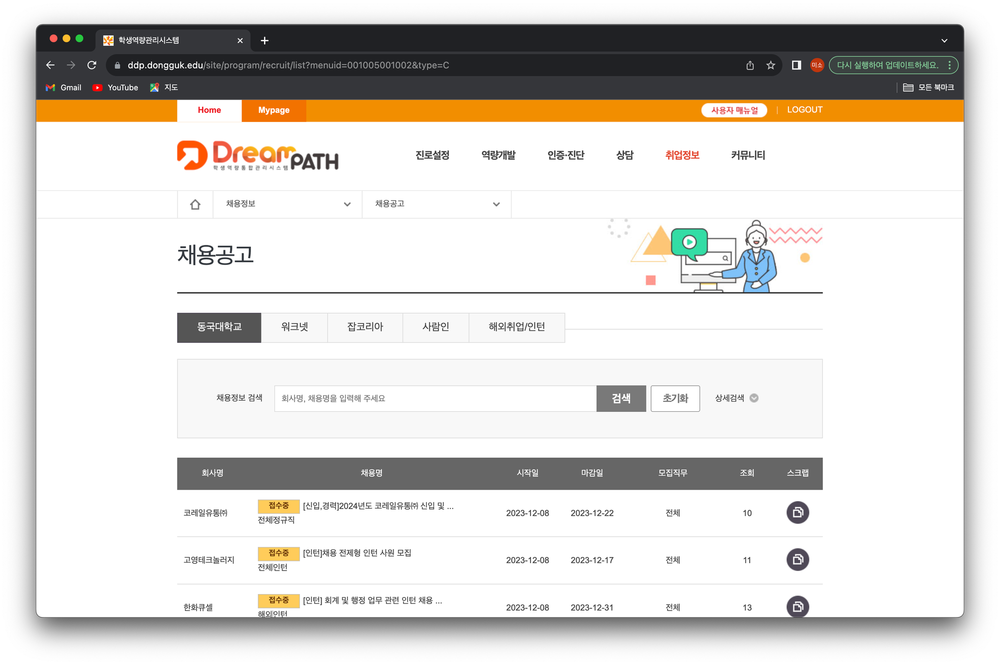 학생역량관리시스템
ddp.dongguk.edu/site/program/recruit/list?menuid=001005001002&type=C
미소
다시 실행하여 업데이트하세요.
Gmail
YouTube
지도
모든 북마크
Home
Mypage
사용자 매뉴얼
LOGOUT
Dream PATH
학생역량통합관리시스템
진로설정
역량개발
인증·진단
상담
취업정보
커뮤니티
채용정보
채용공고
채용공고
동국대학교
워크넷
잡코리아
사람인
해외취업/인턴
채용정보 검색
회사명, 채용명을 입력해 주세요
검색
초기화
상세검색
회사명 채용명 시작일 마감일 모집직무 조회 스크랩
코레일유통㈜
접수중 [신입,경력]2024년도 코레일유통㈜ 신입 및 ...
전체|정규직
2023-12-08 2023-12-22 전체 10
고영테크놀러지
접수중 [인턴]채용 전제형 인턴 사원 모집
전체|인턴
2023-12-08 2023-12-17 전체 11
한화큐셀
접수중 [인턴] 회계 및 행정 업무 관련 인턴 채용 ...
해외|인턴
2023-12-08 2023-12-31 전체 13